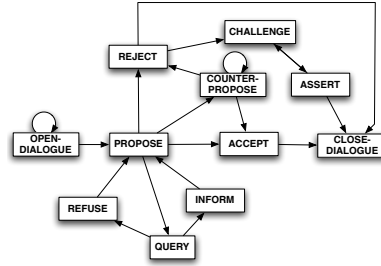 CHALLENGE
REJECT
COUNTER-
PROPOSE
ASSERT
OPEN-
DIALOGUE
PROPOSE
ACCEPT
CLOSE-
DIALOGUE
REFUSE
INFORM
QUERY